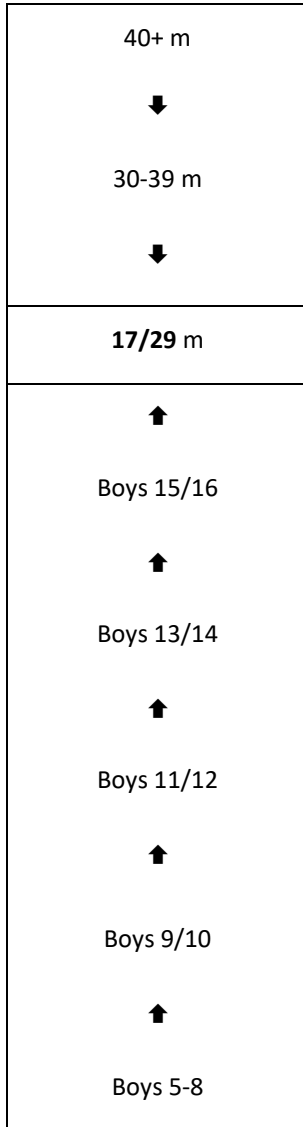 40+ m
🡇
30-39 m
🡇
17/29 m
🡅
Boys 15/16
🡅
Boys 13/14
🡅
Boys 11/12
🡅
Boys 9/10
🡅
Boys 5-8